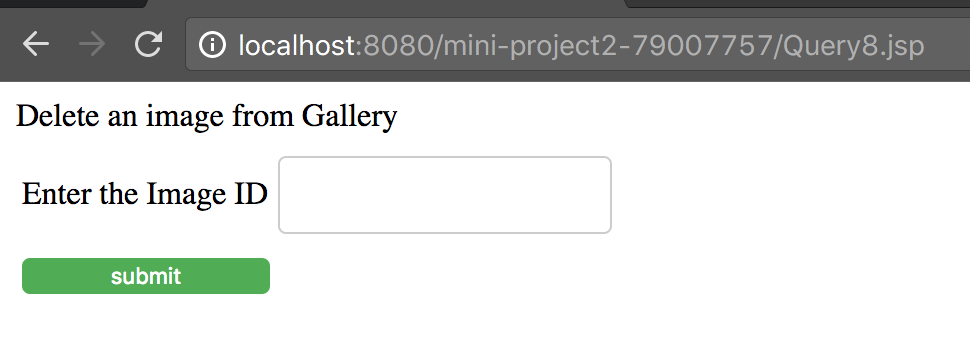 localhost:8080/mini-project2-79007757/Query8.jsp
Delete an image from Gallery
Enter the Image ID
submit